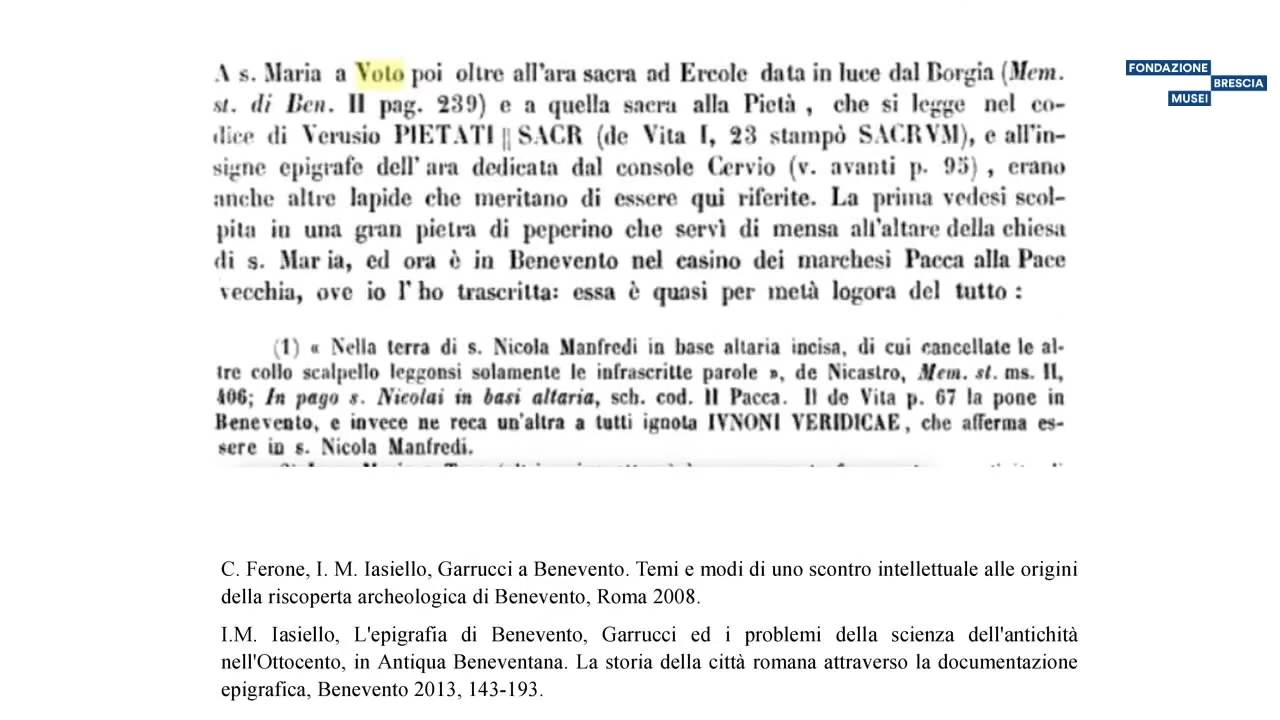 A s. Maria a Voto poi oltre all'ara sacra ad Ercole data in luce dal Borgia (Mem.
st. di Ben. II pag. 239) e a quella sacra alla Pietà, che si legge nel co-
dice di Verusio PIETATI || SACR (de Vita I, 23 stampò SACRVM), e all'in-
signe epigrafe dell' ara dedicata dal console Cervio (v. avanti p. 95), erano
anche altre lapide che meritano di essere qui riferite. La prima vedesi scol-
pita in una gran pietra di peperino che servì di mensa all'altare della chiesa
di s. Maria, ed ora è in Benevento nel casino dei marchesi Pacca alla Pace
vecchia, ove io l' ho trascritta: essa è quasi per metà logora del tutto :
(1) « Nella terra di s. Nicola Manfredi in base altaria incisa, di cui cancellate le al-
tre collo scalpello leggonsi solamente le infrascritte parole », de Nicastro, Mem. st. ms. II,
406; In pago s. Nicolai in basi altaria, sch. cod. II Pacca. Il de Vita p. 67 la pone in
Benevento, e invece ne reca un'altra a tutti ignota IVNONI VERIDICAE, che afferma es-
sere in s. Nicola Manfredi.
C. Ferone, I. M. Iasiello, Garrucci a Benevento. Temi e modi di uno scontro intellettuale alle origini
della riscoperta archeologica di Benevento, Roma 2008.
I.M. Iasiello, L'epigrafia di Benevento, Garrucci ed i problemi della scienza dell'antichità
nell'Ottocento, in Antiqua Beneventana. La storia della città romana attraverso la documentazione
epigrafica, Benevento 2013, 143-193.
FONDAZIONE
BRESCIA
MUSEI